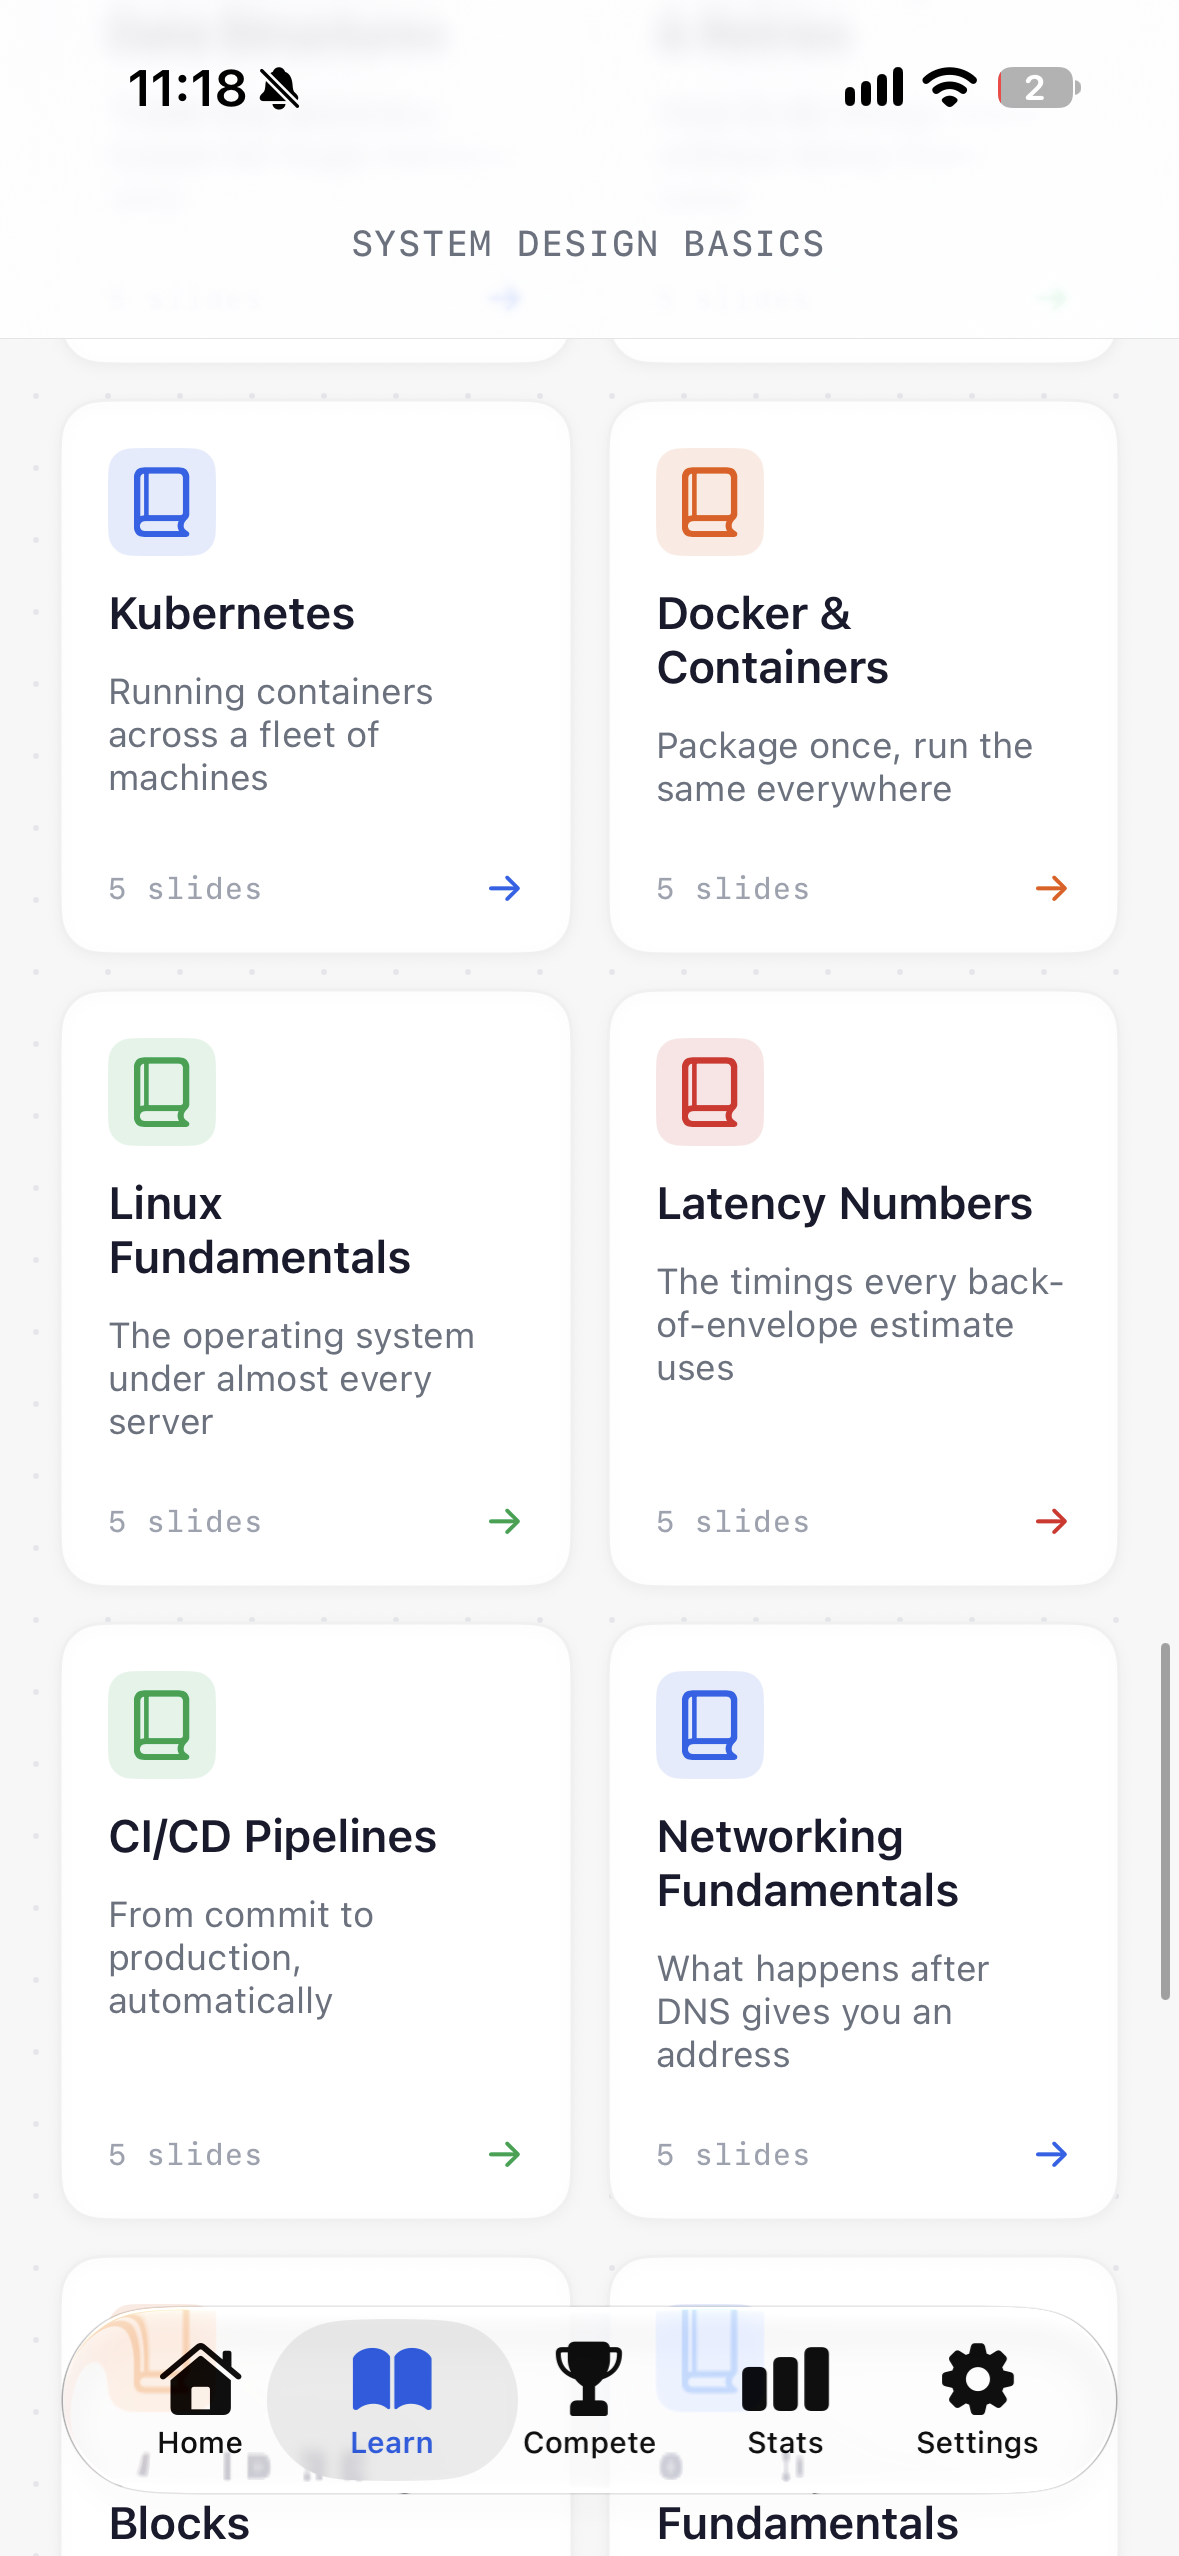 11:18
2
SYSTEM DESIGN BASICS
5 slides
5 slides
Kubernetes
Running containers
across a fleet of
machines
5 slides
Docker &
Containers
Package once, run the
same everywhere
5 slides
Linux
Fundamentals
The operating system
under almost every
server
5 slides
Latency Numbers
The timings every back-
of-envelope estimate
uses
5 slides
CI/CD Pipelines
From commit to
production,
automatically
5 slides
Networking
Fundamentals
What happens after
DNS gives you an
address
5 slides
Home
Learn
Compete
Stats
Settings
Blocks
Fundamentals